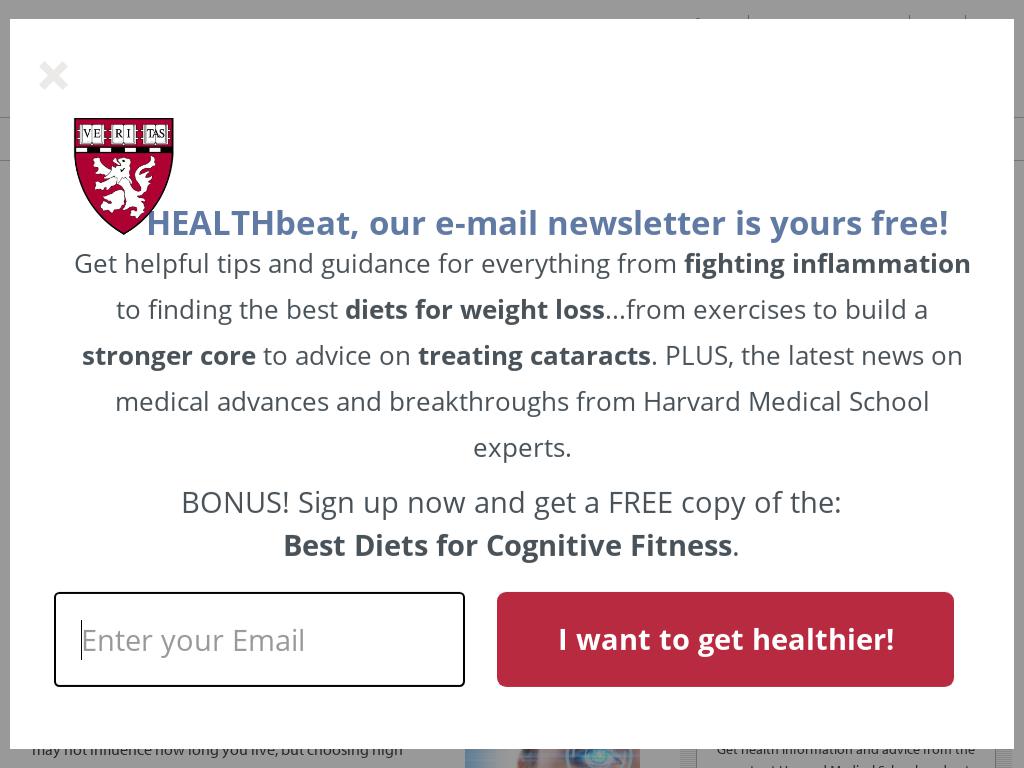 VE RI TAS
HEALTHbeat, our e-mail newsletter is yours free!
Get helpful tips and guidance for everything from fighting inflammation
to finding the best diets for weight loss...from exercises to build a
stronger core to advice on treating cataracts. PLUS, the latest news on
medical advances and breakthroughs from Harvard Medical School
experts.
BONUS! Sign up now and get a FREE copy of the:
Best Diets for Cognitive Fitness.
Enter your Email
I want to get healthier!
may not influence how long you live, but choosing high
Get health information and advice from the